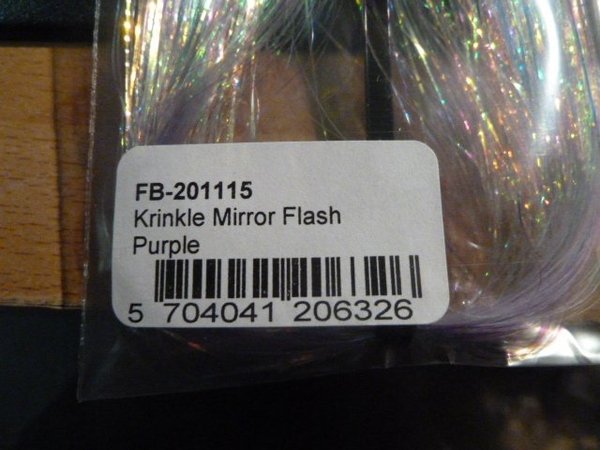 FB-201115
Krinkle Mirror Flash
Purple
5 704041 206326